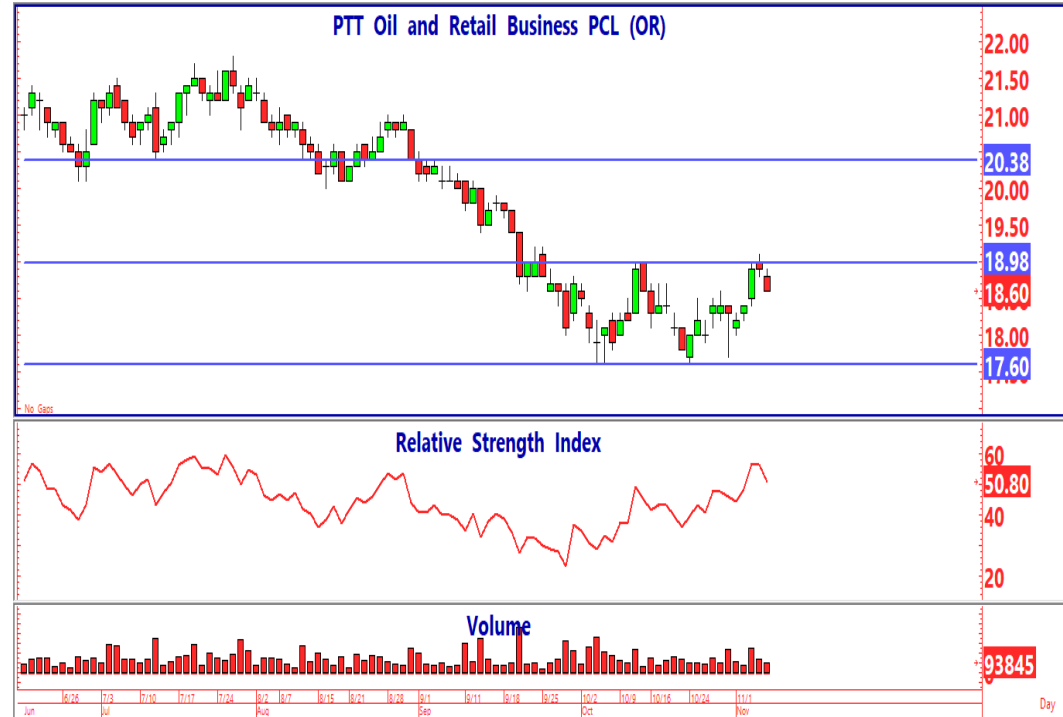 PTT Oil and Retail Business PCL (OR)
22.00
21.50
21.00
20.38
20.00
19.50
18.98
18.60
18.00
17.60
No Gaps
Relative Strength Index
60
50.80
40
20
Volume
93845
6/26 7/3 7/10 7/17 7/24 8/2 8/7 8/15 8/21 8/28 9/1 9/11 9/18 9/25 10/2 10/9 10/16 10/24 11/1
Jun Jul Aug Sep Oct Nov
Day